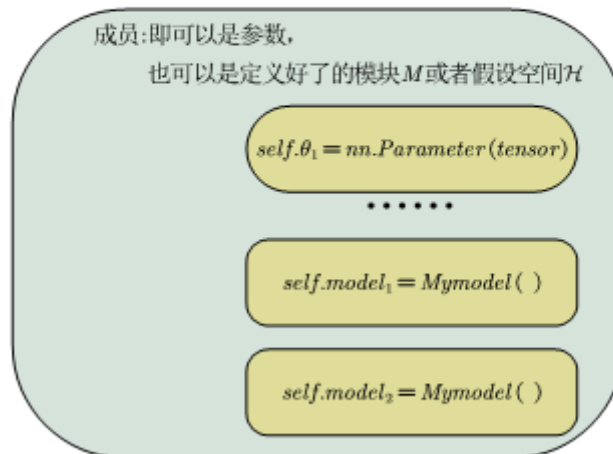 成员:即可以是参数,
也可以是定义好了的模块M或者假设空间ℋ
self.θ₁=nn.Parameter(tensor)
······
self.model₁=Mymodel( )
self.model₂=Mymodel( )